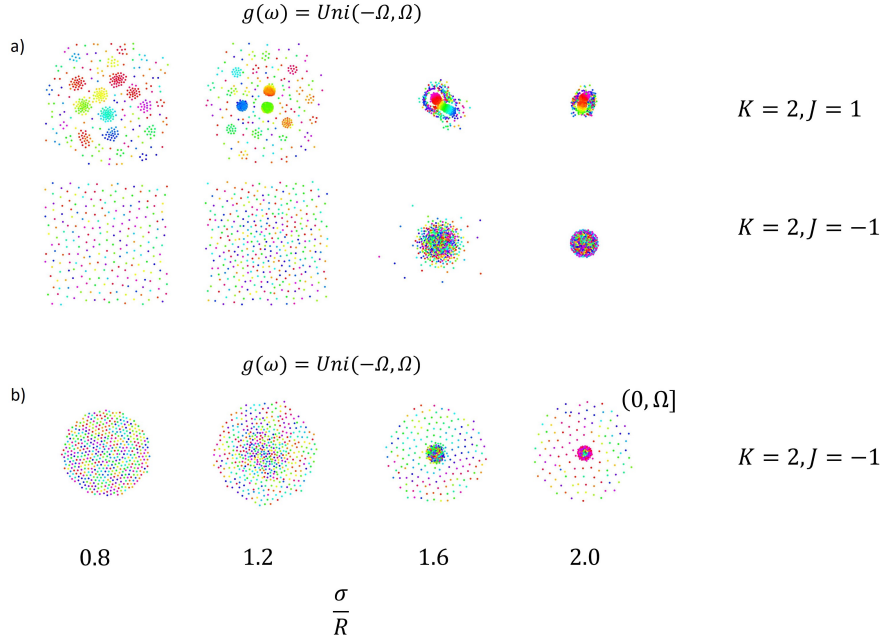 g(ω) = Uni(−Ω, Ω)
a)
K = 2, J = 1
K = 2, J = −1
g(ω) = Uni(−Ω, Ω)
b)
(0, Ω]
K = 2, J = −1
0.8 1.2 1.6 2.0
σ
R